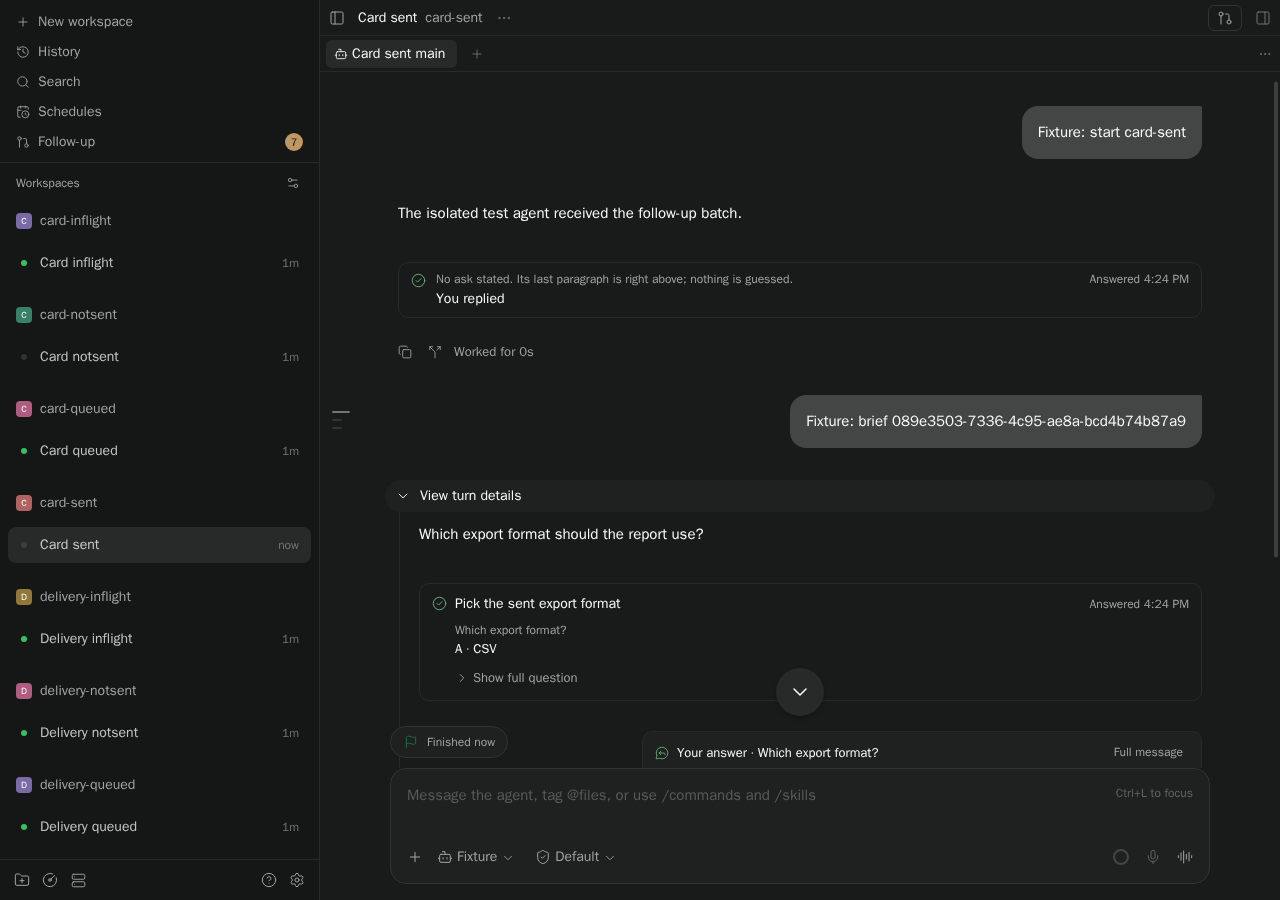 New workspace
History
Search
Schedules
Follow-up 7
Workspaces
C card-inflight
Card inflight 1m
C card-notsent
Card notsent 1m
C card-queued
Card queued 1m
C card-sent
Card sent now
D delivery-inflight
Delivery inflight 1m
D delivery-notsent
Delivery notsent 1m
D delivery-queued
Delivery queued 1m
Card sent card-sent
Card sent main
Fixture: start card-sent
The isolated test agent received the follow-up batch.
No ask stated. Its last paragraph is right above; nothing is guessed. Answered 4:24 PM
You replied
Worked for 0s
Fixture: brief 089e3503-7336-4c95-ae8a-bcd4b74b87a9
View turn details
Which export format should the report use?
Pick the sent export format Answered 4:24 PM
Which export format?
A · CSV
Show full question
Finished now
Your answer · Which export format? Full message
Message the agent, tag @files, or use /commands and /skills Ctrl+L to focus
Fixture Default